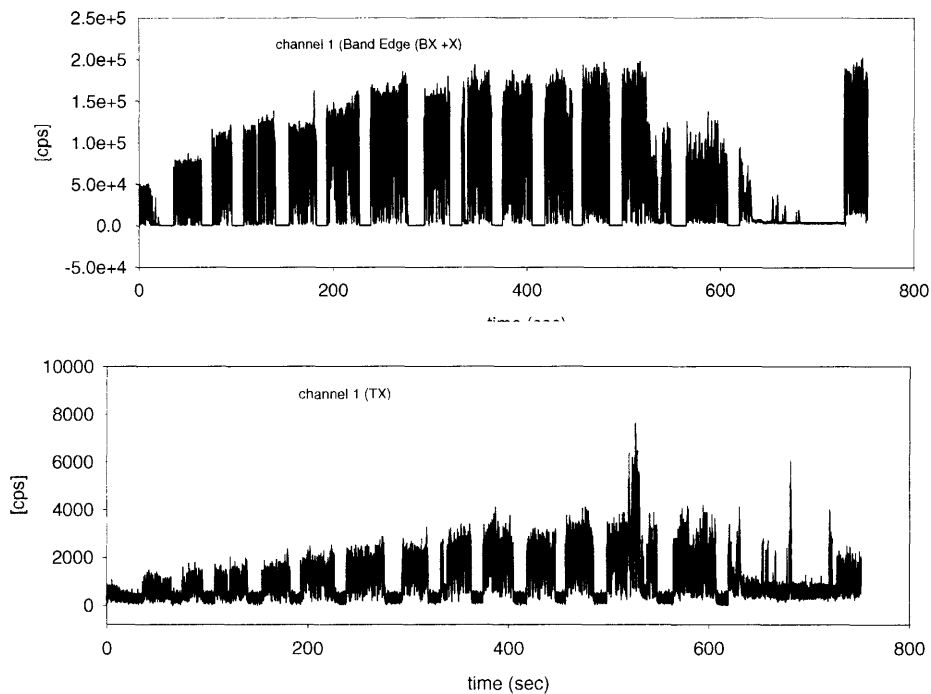 2.5e+5
channel 1 (Band Edge (BX +X)
2.0e+5
1.5e+5
1.0e+5
[cps]
5.0e+4
0.0
-5.0e+4
0 200 400 600 800
time (sec)
10000
channel 1 (TX)
8000
6000
[cps]
4000
2000
0
0 200 400 600 800
time (sec)